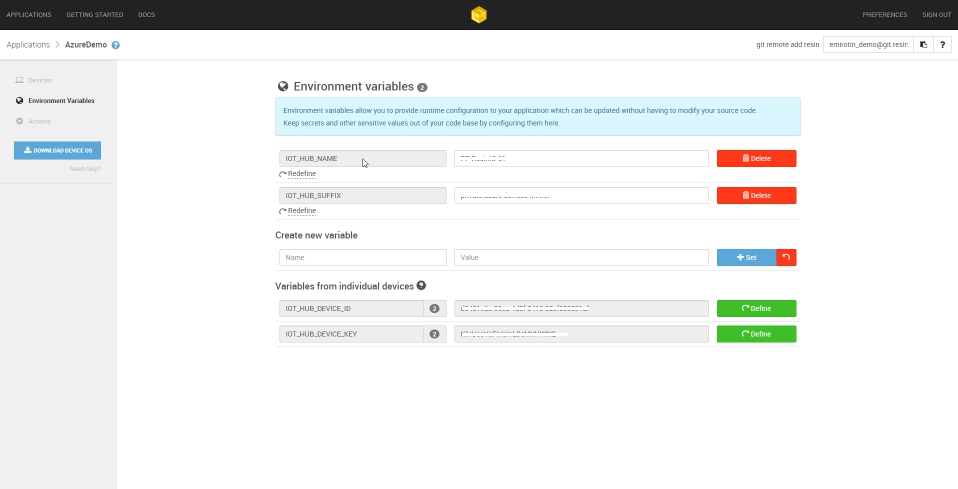 APPLICATIONS GETTING STARTED DOCS PREFERENCES SIGN OUT
Applications AzureDemo ? git remote add resin emirotin_demo@git.resin ?
Devices
Environment Variables
Actions
DOWNLOAD DEVICE OS
Need help?
Environment variables 2
Environment variables allow you to provide runtime configuration to your application which can be updated without having to modify your source code.
Keep secrets and other sensitive values out of your code base by configuring them here.
IOT_HUB_NAME Delete
Redefine
IOT_HUB_SUFFIX Delete
Redefine
Create new variable
Name Value Set
Variables from individual devices ?
IOT_HUB_DEVICE_ID 2 Define
IOT_HUB_DEVICE_KEY 2 Define